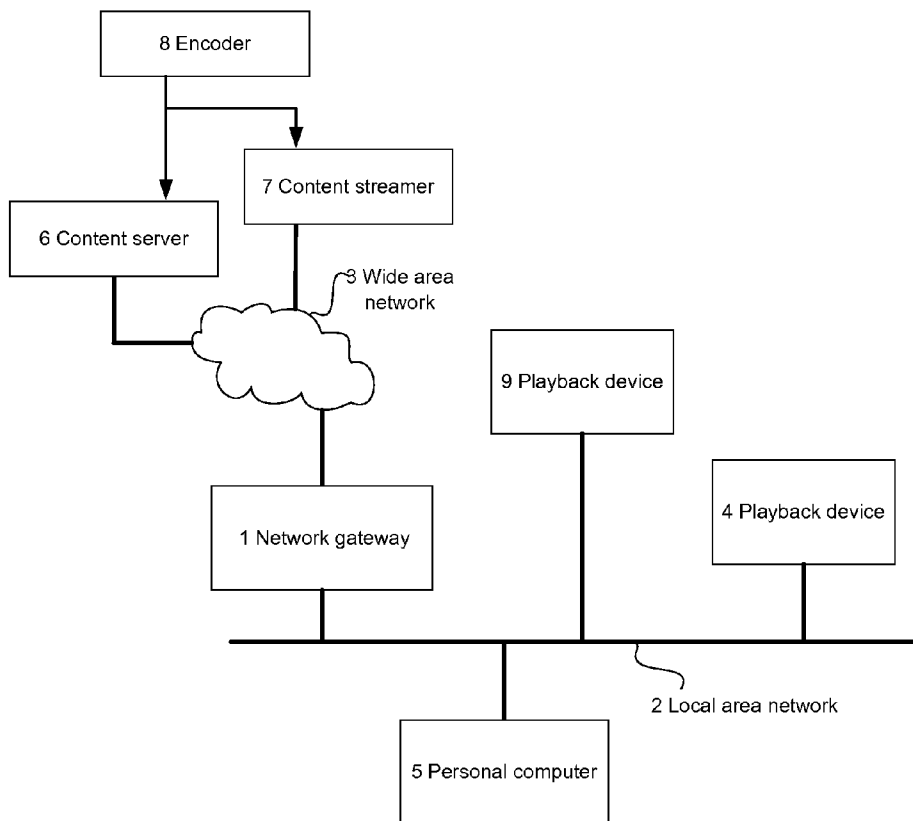 8 Encoder
7 Content streamer
6 Content server
3 Wide area
network
9 Playback device
4 Playback device
1 Network gateway
2 Local area network
5 Personal computer